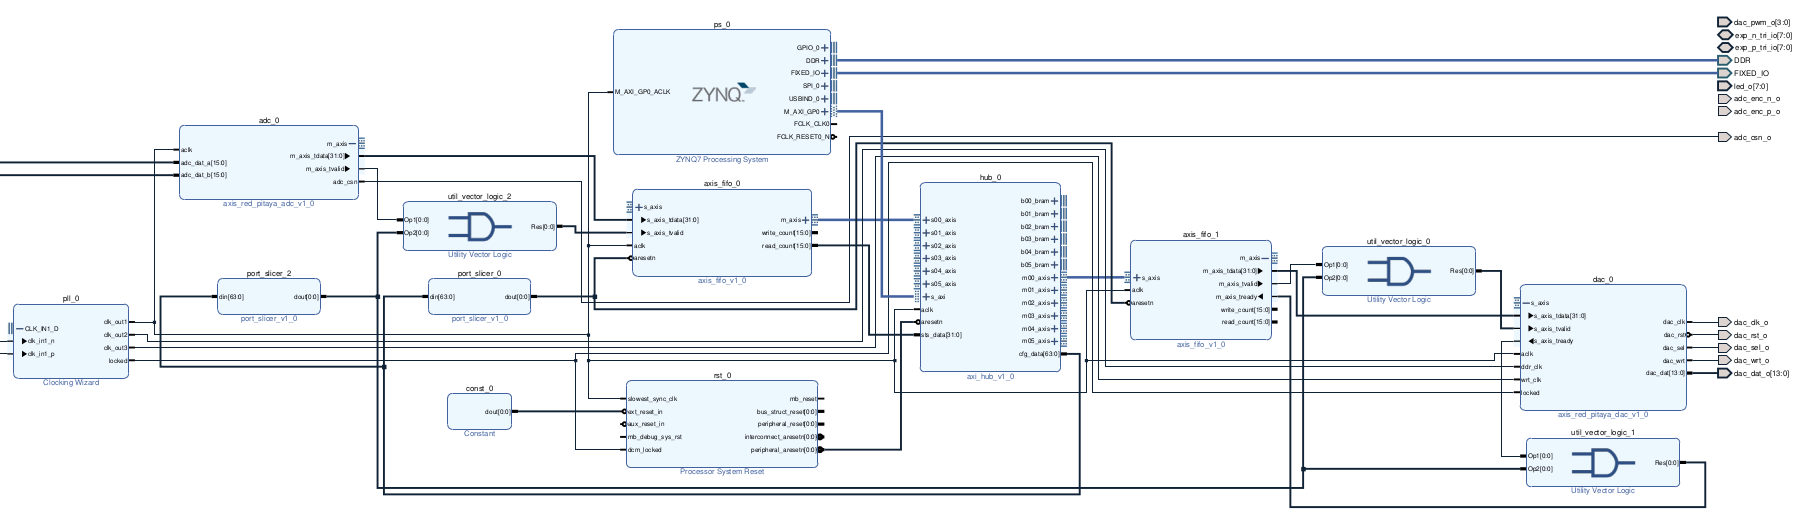 ps_0
GPIO_0
DDR
FIXED_IO
SPI_0
USBIND_0
M_AXI_GP0
FCLK_CLK0
FCLK_RESET0_N
M_AXI_GP0_ACLK
ZYNQ
ZYNQ7 Processing System
dac_pwm_o[3:0]
exp_n_tri_io[7:0]
exp_p_tri_io[7:0]
DDR
FIXED_IO
led_o[7:0]
adc_enc_n_o
adc_enc_p_o
adc_csn_o
adc_0
aclk
adc_dat_a[15:0]
adc_dat_b[15:0]
m_axis
m_axis_tdata[31:0]
m_axis_tvalid
adc_csn
axis_red_pitaya_adc_v1_0
util_vector_logic_2
Op1[0:0]
Op2[0:0]
Res[0:0]
Utility Vector Logic
axis_fifo_0
s_axis
s_axis_tdata[31:0]
s_axis_tvalid
aclk
aresetn
m_axis
write_count[15:0]
read_count[15:0]
axis_fifo_v1_0
hub_0
s00_axis
s01_axis
s02_axis
s03_axis
s04_axis
s05_axis
s_axi
aclk
aresetn
sts_data[31:0]
b00_bram
b01_bram
b02_bram
b03_bram
b04_bram
b05_bram
m00_axis
m01_axis
m02_axis
m03_axis
m04_axis
m05_axis
cfg_data[63:0]
axi_hub_v1_0
axis_fifo_1
s_axis
aclk
aresetn
m_axis
m_axis_tdata[31:0]
m_axis_tvalid
m_axis_tready
write_count[15:0]
read_count[15:0]
axis_fifo_v1_0
util_vector_logic_0
Op1[0:0]
Op2[0:0]
Res[0:0]
Utility Vector Logic
port_slicer_2
din[63:0]
dout[0:0]
port_slicer_v1_0
port_slicer_0
din[63:0]
dout[0:0]
port_slicer_v1_0
pll_0
CLK_IN1_D
clk_in1_n
clk_in1_p
clk_out1
clk_out2
clk_out3
locked
Clocking Wizard
dac_0
s_axis
s_axis_tdata[31:0]
s_axis_tvalid
s_axis_tready
aclk
ddr_clk
wrt_clk
locked
dac_clk
dac_rst
dac_sel
dac_wrt
dac_dat[13:0]
axis_red_pitaya_dac_v1_0
dac_clk_o
dac_rst_o
dac_sel_o
dac_wrt_o
dac_dat_o[13:0]
const_0
dout[0:0]
Constant
rst_0
slowest_sync_clk
ext_reset_in
aux_reset_in
mb_debug_sys_rst
dcm_locked
mb_reset
bus_struct_reset[0:0]
peripheral_reset[0:0]
interconnect_aresetn[0:0]
peripheral_aresetn[0:0]
Processor System Reset
util_vector_logic_1
Op1[0:0]
Op2[0:0]
Res[0:0]
Utility Vector Logic